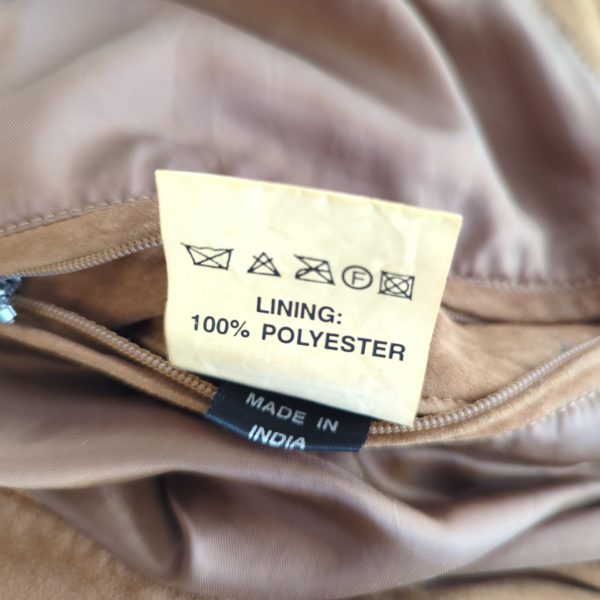 F
LINING:
100% POLYESTER
MADE IN
INDIA